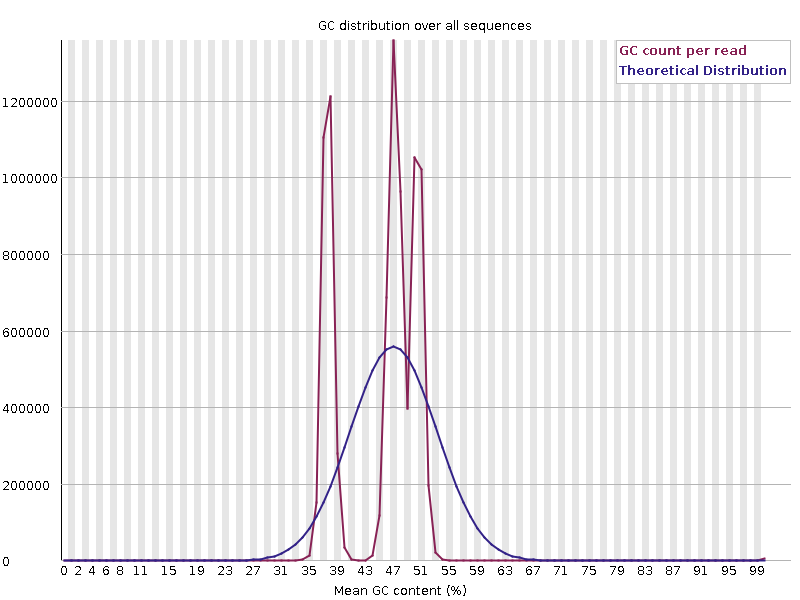 GC distribution over all sequences
GC count per read
Theoretical Distribution
1200000
1000000
800000
600000
400000
200000
0
0 2 4 6 8 11 15 19 23 27 31 35 39 43 47 51 55 59 63 67 71 75 79 83 87 91 95 99
Mean GC content (%)